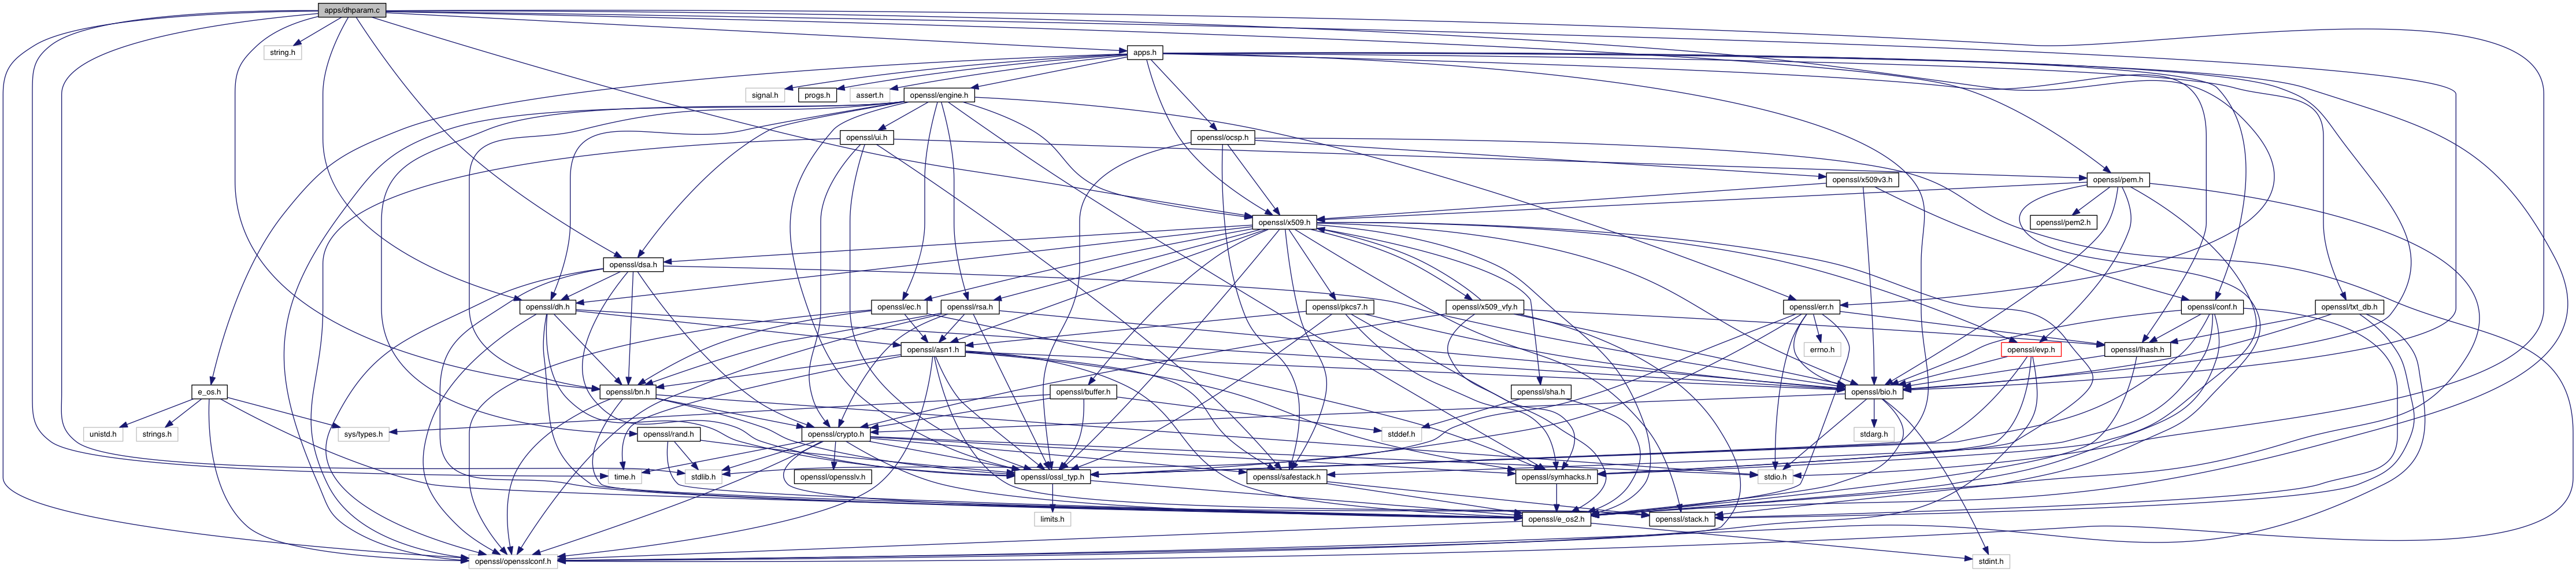 apps/dhparam.c
string.h
apps.h
signal.h
progs.h
assert.h
openssl/engine.h
openssl/ui.h
openssl/ocsp.h
openssl/x509v3.h
openssl/pem.h
openssl/x509.h
openssl/pem2.h
openssl/dsa.h
openssl/dh.h
openssl/ec.h
openssl/rsa.h
openssl/pkcs7.h
openssl/x509_vfy.h
openssl/err.h
openssl/conf.h
openssl/txt_db.h
openssl/asn1.h
errno.h
openssl/evp.h
openssl/lhash.h
e_os.h
openssl/bn.h
openssl/buffer.h
openssl/sha.h
openssl/bio.h
unistd.h
strings.h
sys/types.h
openssl/rand.h
openssl/crypto.h
stddef.h
stdarg.h
time.h
stdlib.h
openssl/opensslv.h
openssl/ossl_typ.h
openssl/safestack.h
openssl/symhacks.h
stdio.h
limits.h
openssl/e_os2.h
openssl/stack.h
openssl/opensslconf.h
stdint.h